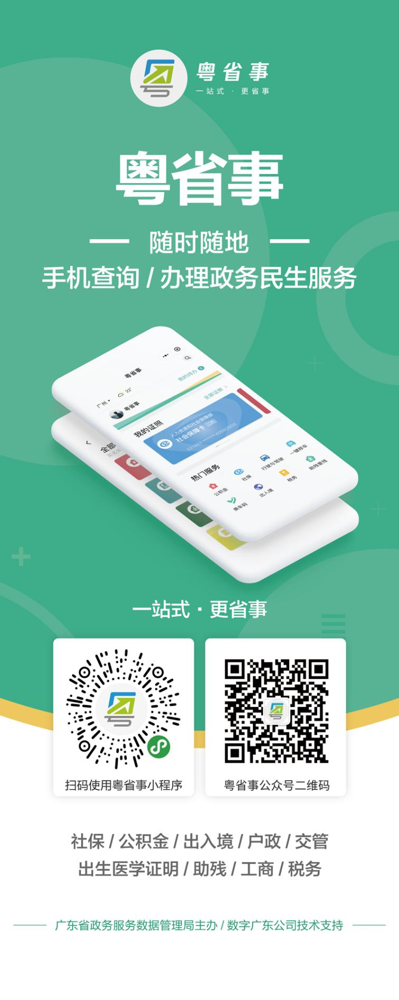 粤省事
一站式 · 更省事
粤省事
随时随地
手机查询 / 办理政务民生服务
粤省事
广州 22°
我的待办
粤省事
我的证照
全部证照
人力资源和社会保障部
社会保障卡
热门服务
公积金 社保 行驶与驾驶 一键移车
乘车码 出入境 税务 助残爱残
全部
一站式 · 更省事
扫码使用粤省事小程序
粤省事公众号二维码
社保 / 公积金 / 出入境 / 户政 / 交管
出生医学证明 / 助残 / 工商 / 税务
广东省政务服务数据管理局主办 / 数字广东公司技术支持